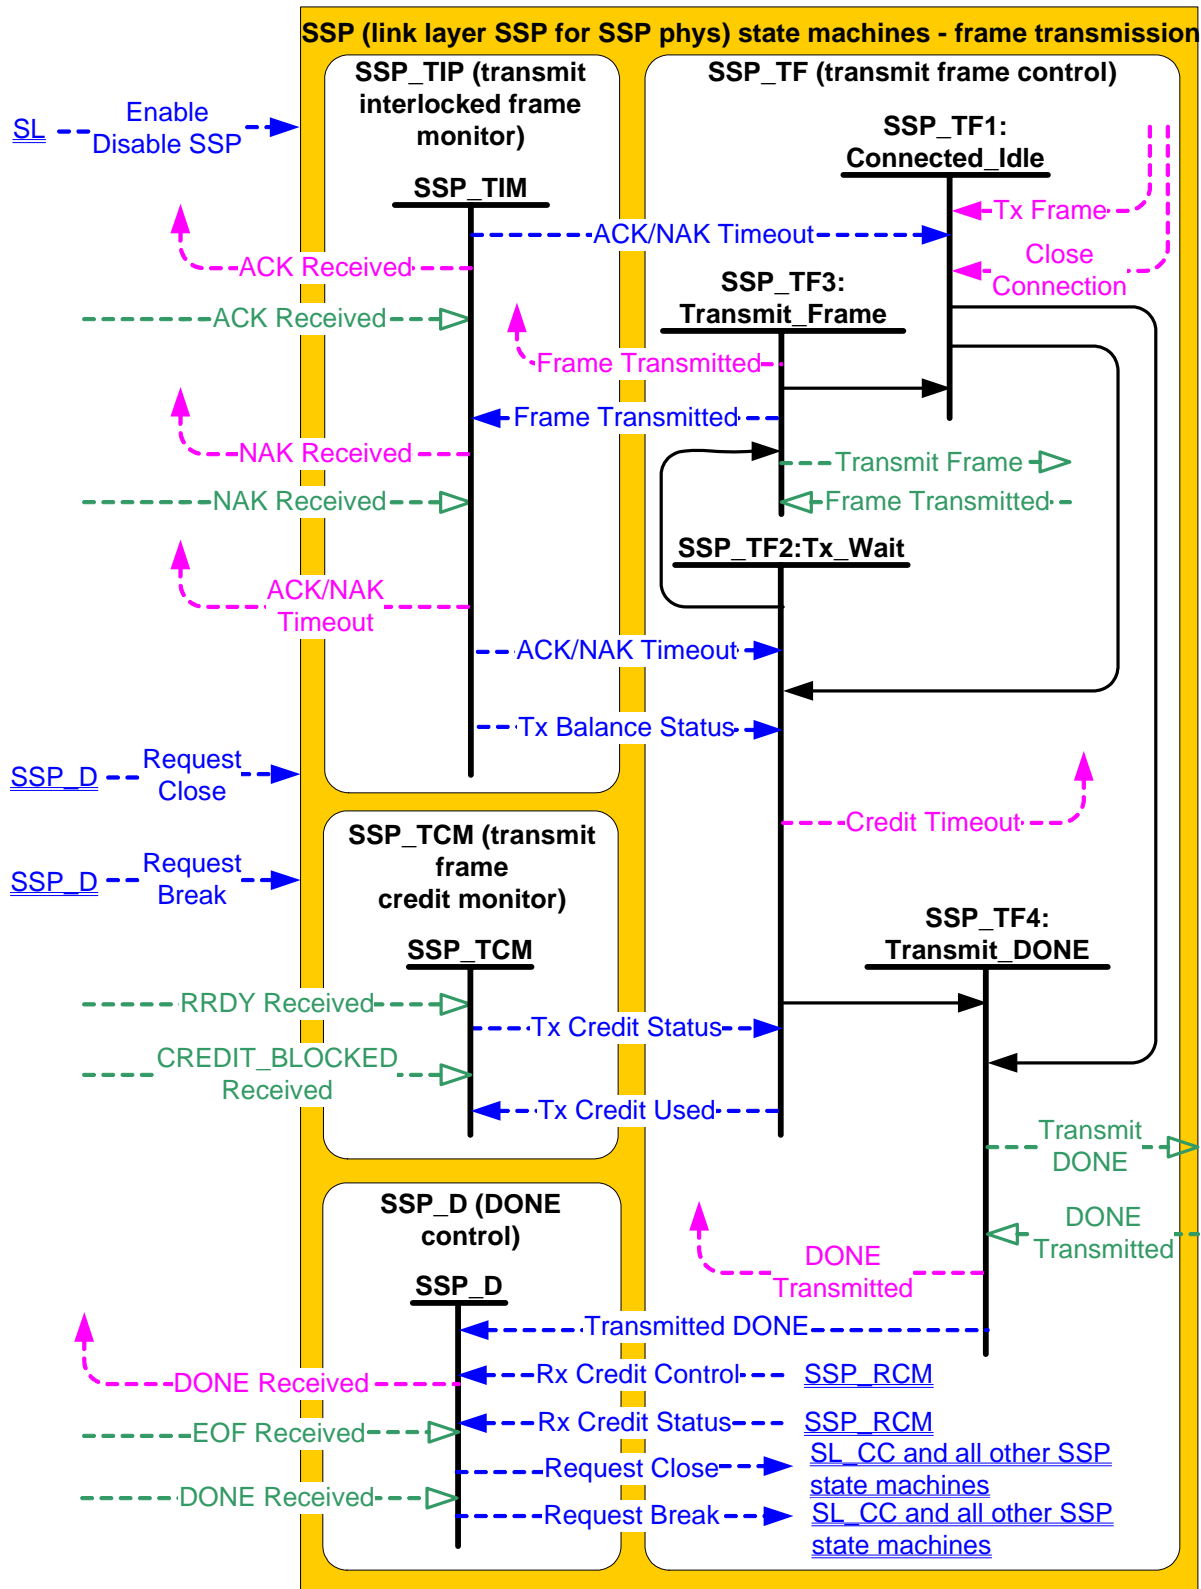 SSP (link layer SSP for SSP phys) state machines - frame transmission
SSP_TIP (transmit
interlocked frame
monitor)
SSP_TF (transmit frame control)
SL
Enable
Disable SSP
SSP_TIM
SSP_TF1:
Connected_Idle
Tx Frame
ACK/NAK Timeout
ACK Received
Close
Connection
SSP_TF3:
Transmit_Frame
ACK Received
Frame Transmitted
Frame Transmitted
NAK Received
Transmit Frame
NAK Received
Frame Transmitted
SSP_TF2:Tx_Wait
ACK/NAK
Timeout
ACK/NAK Timeout
Tx Balance Status
SSP_D
Request
Close
Credit Timeout
SSP_TCM (transmit
frame
credit monitor)
SSP_D
Request
Break
SSP_TF4:
Transmit_DONE
SSP_TCM
RRDY Received
Tx Credit Status
CREDIT_BLOCKED
Received
Tx Credit Used
Transmit
DONE
SSP_D (DONE
control)
DONE
Transmitted
DONE
Transmitted
SSP_D
Transmitted DONE
Rx Credit Control
SSP_RCM
DONE Received
Rx Credit Status
SSP_RCM
EOF Received
Request Close
SL_CC and all other SSP
state machines
DONE Received
Request Break
SL_CC and all other SSP
state machines